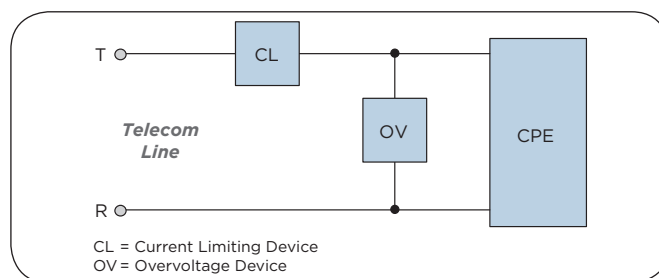 T
CL
Telecom
Line
OV
CPE
R
CL = Current Limiting Device
OV = Overvoltage Device